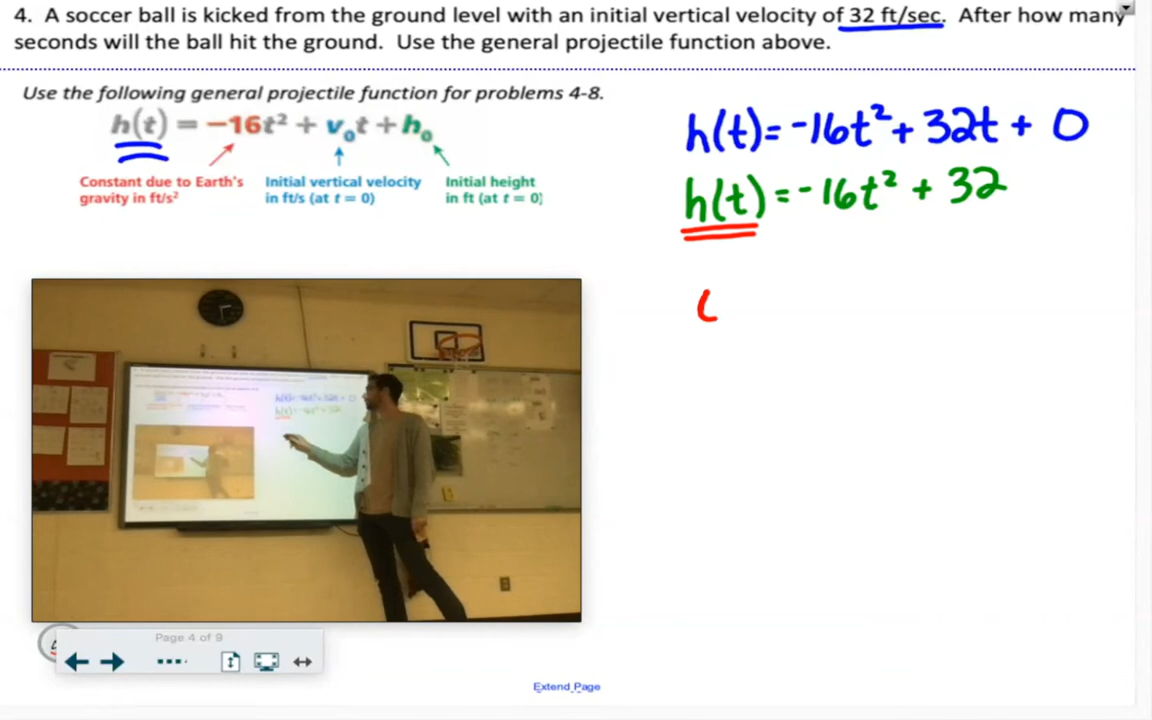 4. A soccer ball is kicked from the ground level with an initial vertical velocity of 32 ft/sec. After how many
seconds will the ball hit the ground. Use the general projectile function above.
Use the following general projectile function for problems 4-8.
h(t) = −16t² + v₀t + h₀
Constant due to Earth's
gravity in ft/s²
Initial vertical velocity
in ft/s (at t = 0)
Initial height
in ft (at t = 0)
h(t)= -16t² + 32t + 0
h(t) = -16t² + 32
Page 4 of 9
Extend Page